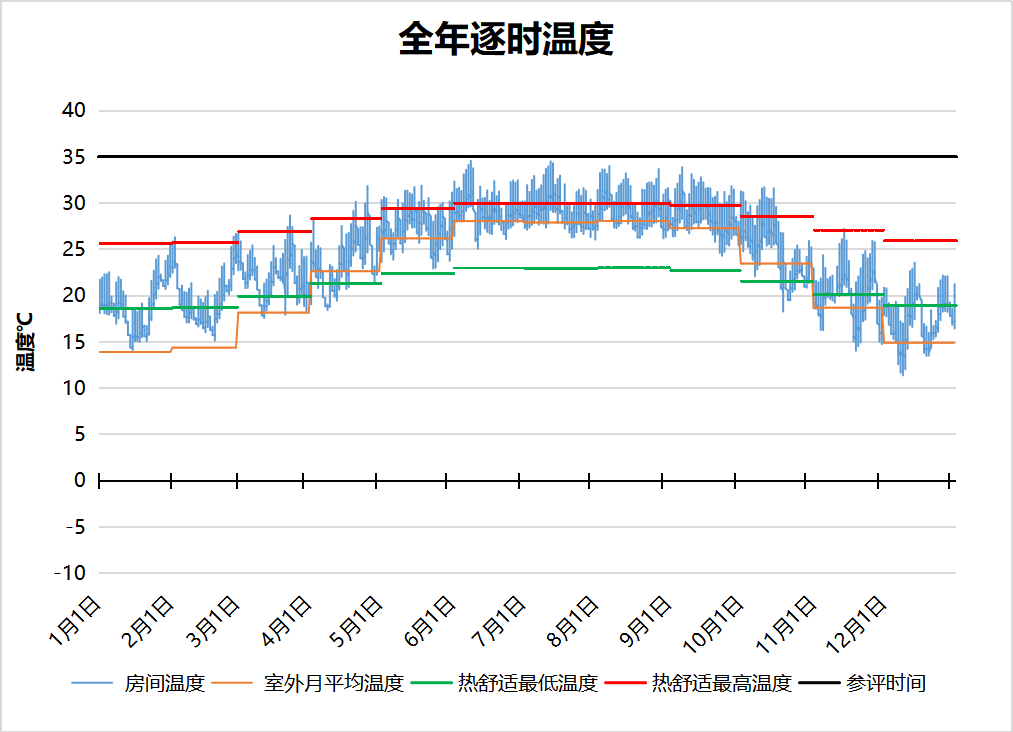 全年逐时温度
40
35
30
25
20
15
10
5
0
-5
-10
温度℃
1月1日
2月1日
3月1日
4月1日
5月1日
6月1日
7月1日
8月1日
9月1日
10月1日
11月1日
12月1日
房间温度 室外月平均温度 热舒适最低温度 热舒适最高温度 参评时间